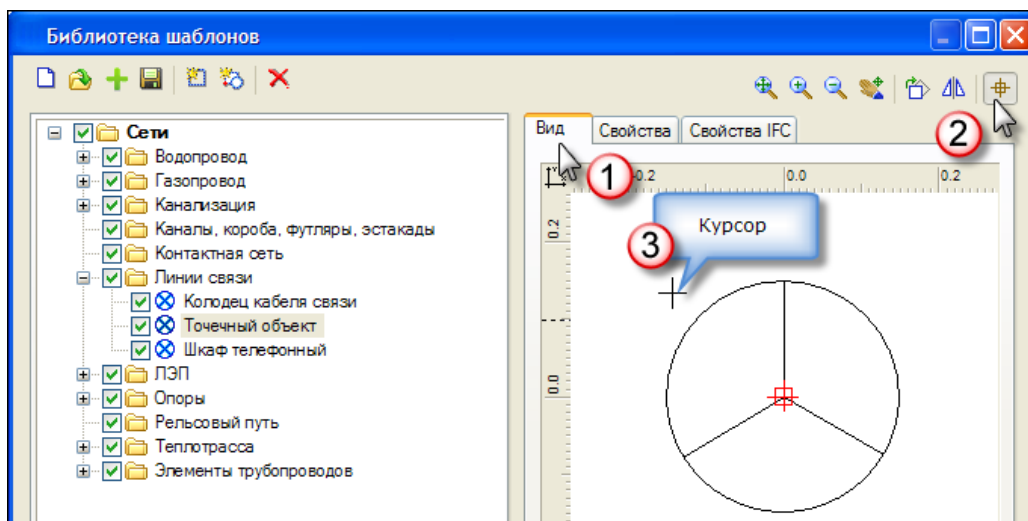 Библиотека шаблонов
Сети
Водопровод
Газопровод
Канализация
Каналы, короба, футляры, эстакады
Контактная сеть
Линии связи
Колодец кабеля связи
Точечный объект
Шкаф телефонный
ЛЭП
Опоры
Рельсовый путь
Теплотрасса
Элементы трубопроводов
2
Вид Свойства Свойства IFC
1
0.2 0.0 0.2
0.2
3 Курсор
0.0